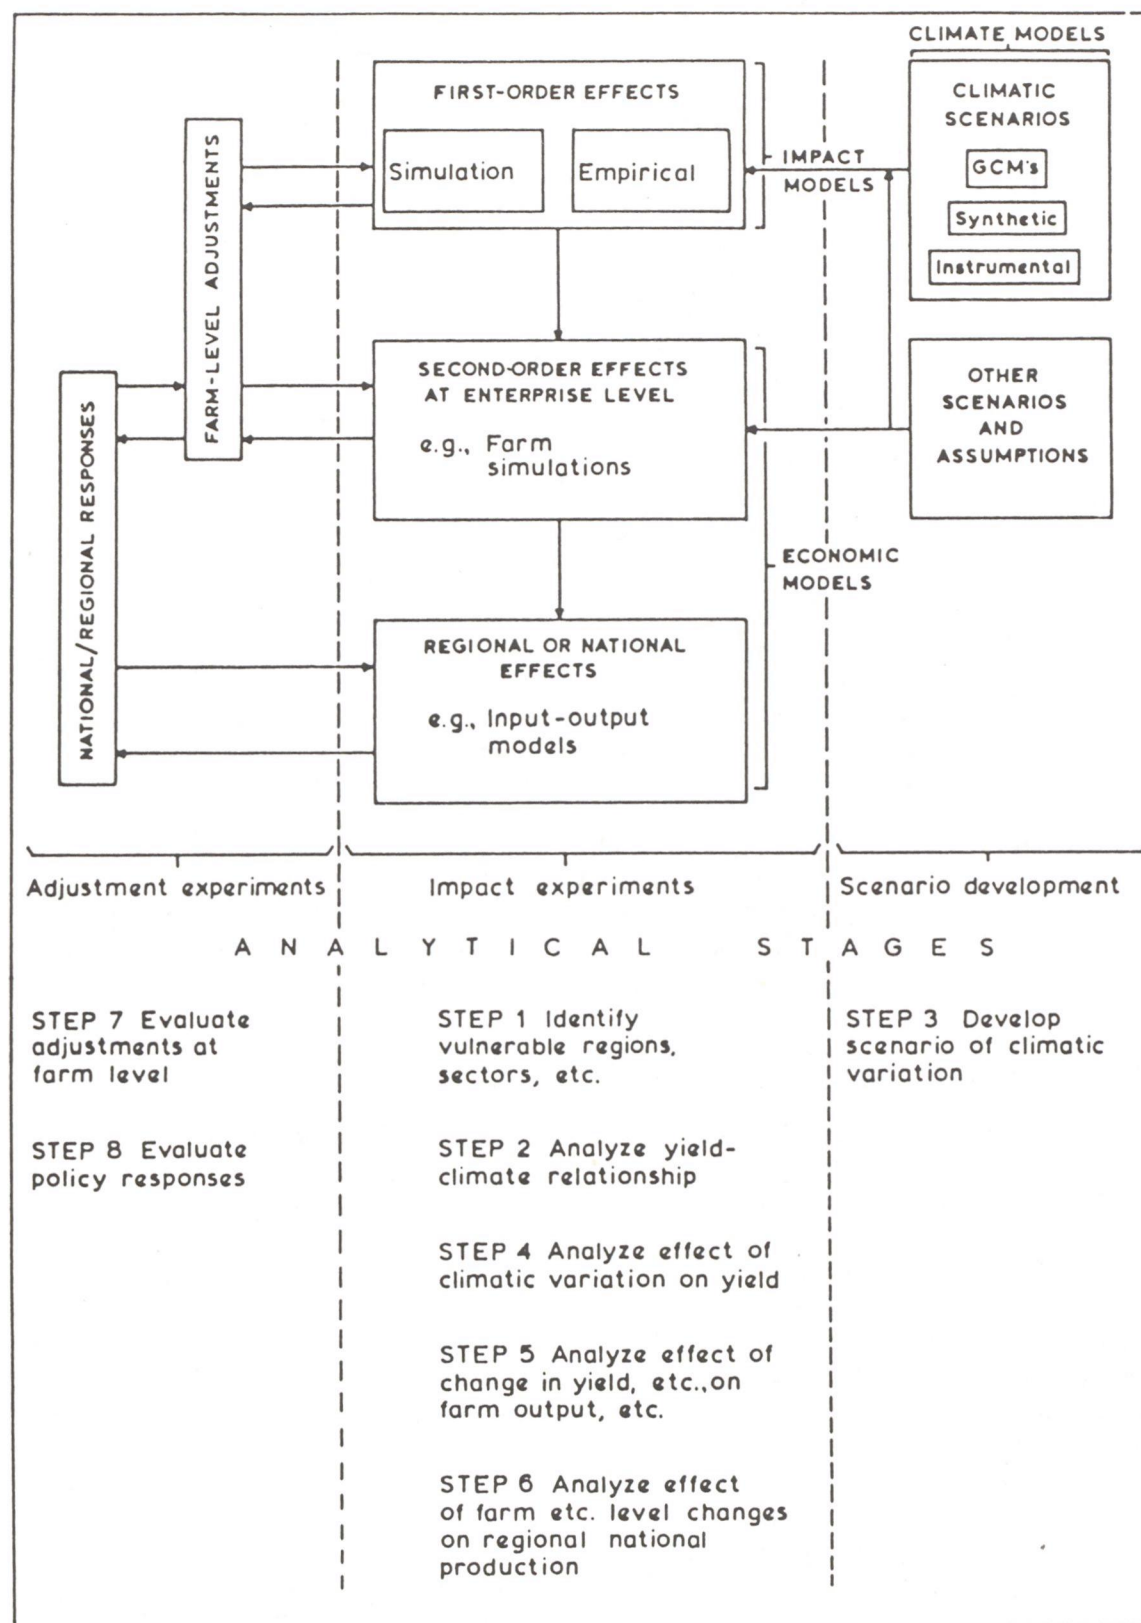 CLIMATE MODELS
FIRST-ORDER EFFECTS
Simulation
Empirical
IMPACT
MODELS
CLIMATIC
SCENARIOS
GCM's
Synthetic
Instrumental
FARM-LEVEL ADJUSTMENTS
NATIONAL/REGIONAL RESPONSES
SECOND-ORDER EFFECTS
AT ENTERPRISE LEVEL
e.g., Farm
simulations
OTHER
SCENARIOS
AND
ASSUMPTIONS
ECONOMIC
MODELS
REGIONAL OR NATIONAL
EFFECTS
e.g., Input-output
models
Adjustment experiments
Impact experiments
Scenario development
ANALYTICAL STAGES
STEP 7 Evaluate
adjustments at
farm level
STEP 8 Evaluate
policy responses
STEP 1 Identify
vulnerable regions,
sectors, etc.
STEP 2 Analyze yield-
climate relationship
STEP 4 Analyze effect of
climatic variation on yield
STEP 5 Analyze effect of
change in yield, etc., on
farm output, etc.
STEP 6 Analyze effect
of farm etc. level changes
on regional national
production
STEP 3 Develop
scenario of climatic
variation